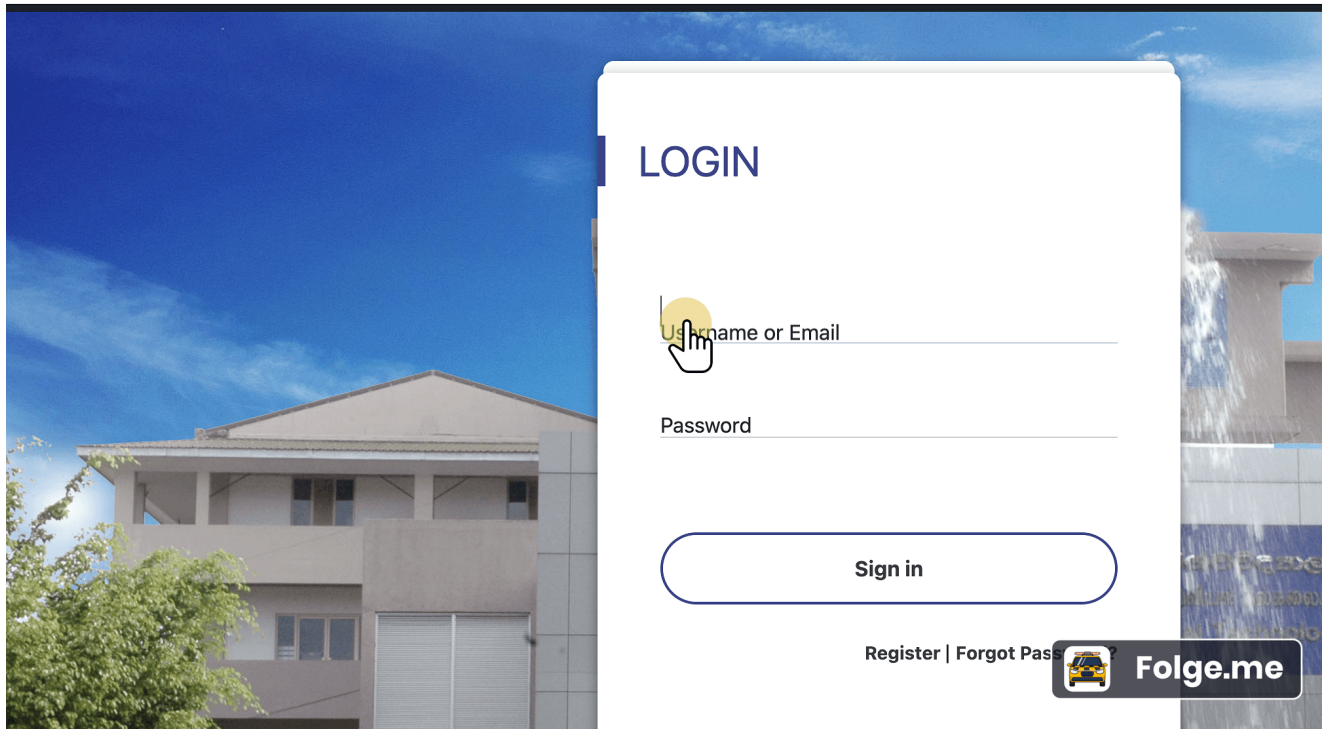 LOGIN
Username or Email
Password
Sign in
Register | Forgot
Folge.me